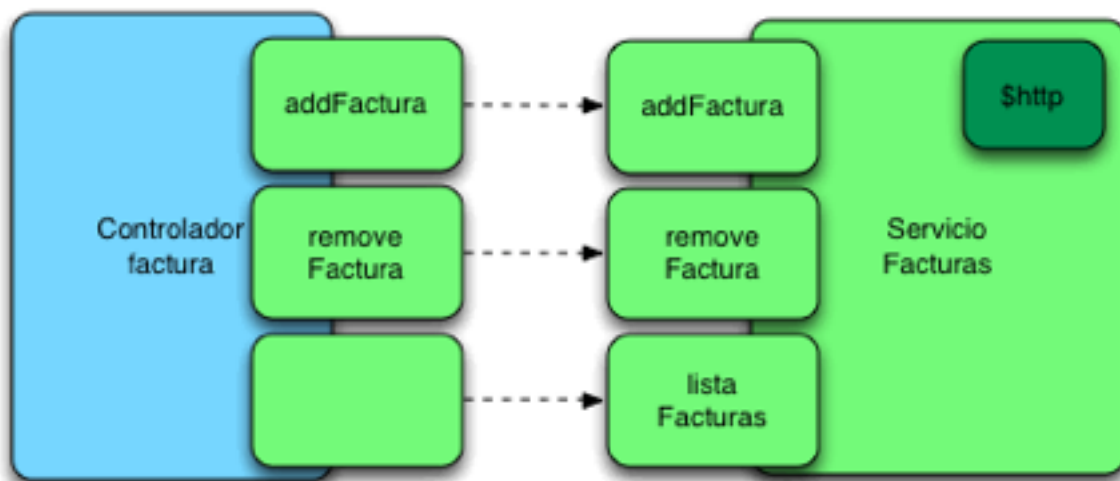 addFactura
addFactura
$http
Controlador
factura
remove
Factura
remove
Factura
Servicio
Facturas
lista
Facturas